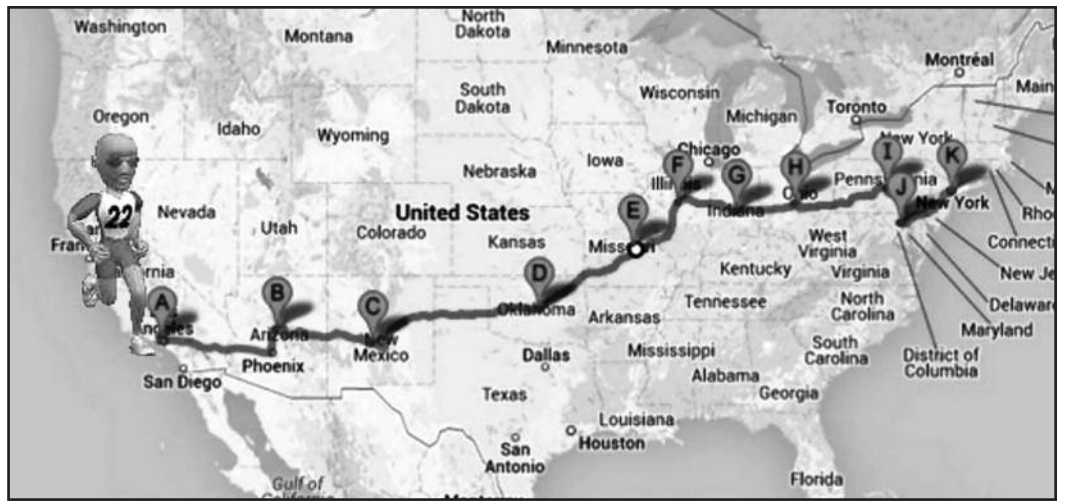 Washington
Montana
North
Dakota
Minnesota
Montréal
Main
Oregon
Idaho
Wyoming
South
Dakota
Wisconsin
Michigan
Toronto
New York
Chicago
Iowa
Nebraska
Nevada
Utah
Colorado
United States
Kansas
Pennsylvania
New York
Indiana
West
Virginia
Kentucky
Virginia
Oklahoma
Arkansas
Tennessee
North
Carolina
Arizona
New
Mexico
Phoenix
San Diego
Dallas
Mississippi
South
Carolina
Alabama
Georgia
Texas
Louisiana
Houston
San
Antonio
Florida
Gulf of
District of
Columbia
Maryland
Delaware
New Je
Connecti
Rho
M
22
A
B
C
D
E
F
G
H
I
J
K